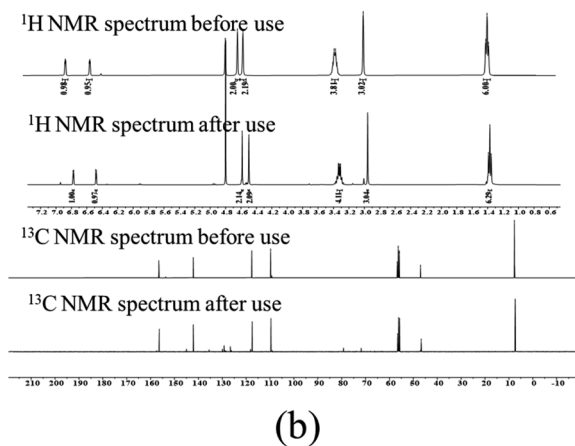 ¹H NMR spectrum before use
0.98 0.95 2.00 2.19 3.81 3.02 6.00
¹H NMR spectrum after use
1.00 0.97 2.14 2.09 4.11 3.04 6.29
7.2 6.8 6.6 6.4 6.2 6.0 5.8 5.6 5.4 5.2 5.0 4.8 4.6 4.4 4.2 4.0 3.8 3.6 3.4 3.2 3.0 2.8 2.6 2.4 2.2 2.0 1.8 1.6 1.4 1.2 1.0 0.8 0.6
¹³C NMR spectrum before use
¹³C NMR spectrum after use
210 200 190 180 170 160 150 140 130 120 110 100 90 80 70 60 50 40 30 20 10 0 -10
(b)